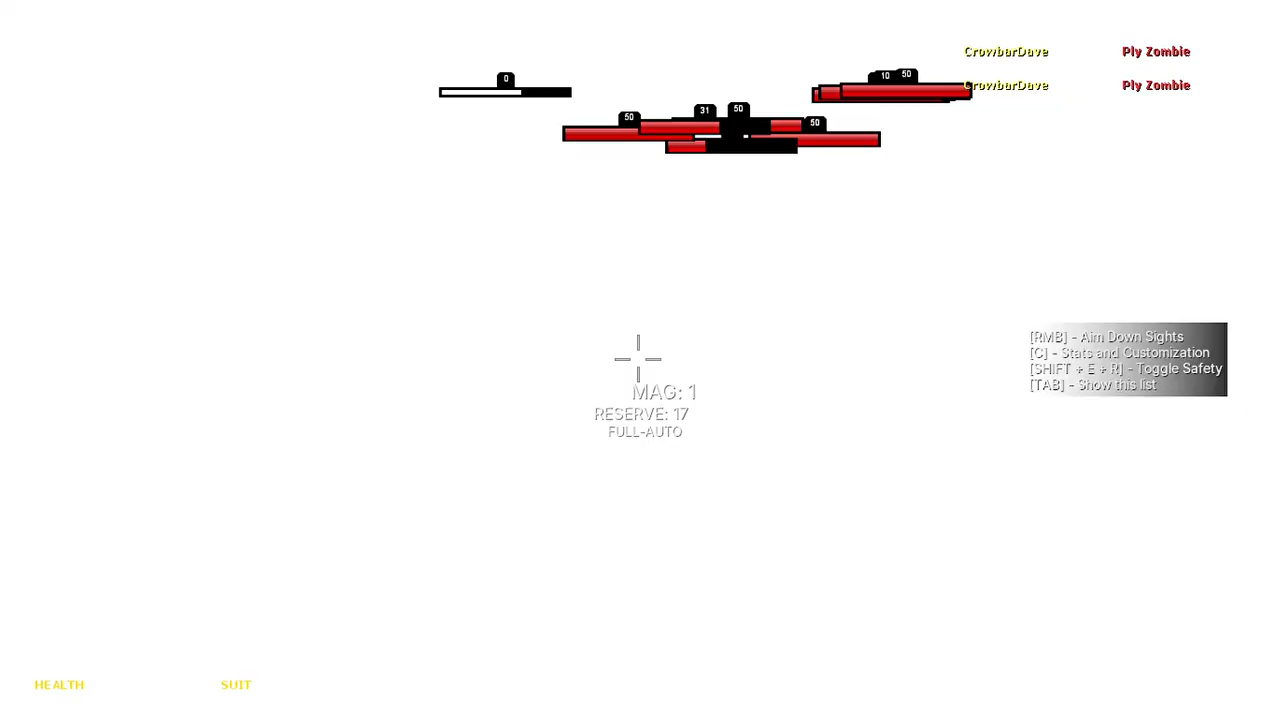 CrowbarDave Ply Zombie
0
10 50
CrowbarDave Ply Zombie
50 31 50 50
[RMB] - Aim Down Sights
[C] - Stats and Customization
[SHIFT + E + R] - Toggle Safety
[TAB] - Show this list
MAG: 1
RESERVE: 17
FULL-AUTO
HEALTH SUIT